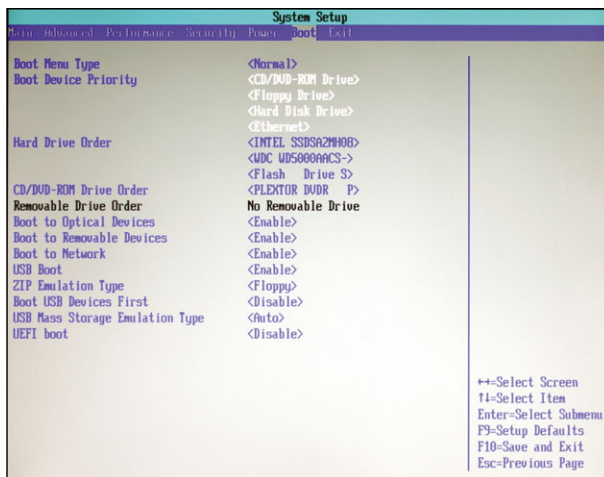 System Setup
Main Advanced Performance Security Power Boot Exit
Boot Menu Type <Normal>
Boot Device Priority <CD/DVD-ROM Drive>
<Floppy Drive>
<Hard Disk Drive>
<Ethernet>
Hard Drive Order <INTEL SSDSA2MH08>
<WDC WD5000AACS->
<Flash Drive S>
CD/DVD-ROM Drive Order <PLEXTOR DVDR P>
Removable Drive Order No Removable Drive
Boot to Optical Devices <Enable>
Boot to Removable Devices <Enable>
Boot to Network <Enable>
USB Boot <Enable>
ZIP Emulation Type <Floppy>
Boot USB Devices First <Disable>
USB Mass Storage Emulation Type <Auto>
UEFI boot <Disable>
↔=Select Screen
↑↓=Select Item
Enter=Select Submenu
F9=Setup Defaults
F10=Save and Exit
Esc=Previous Page